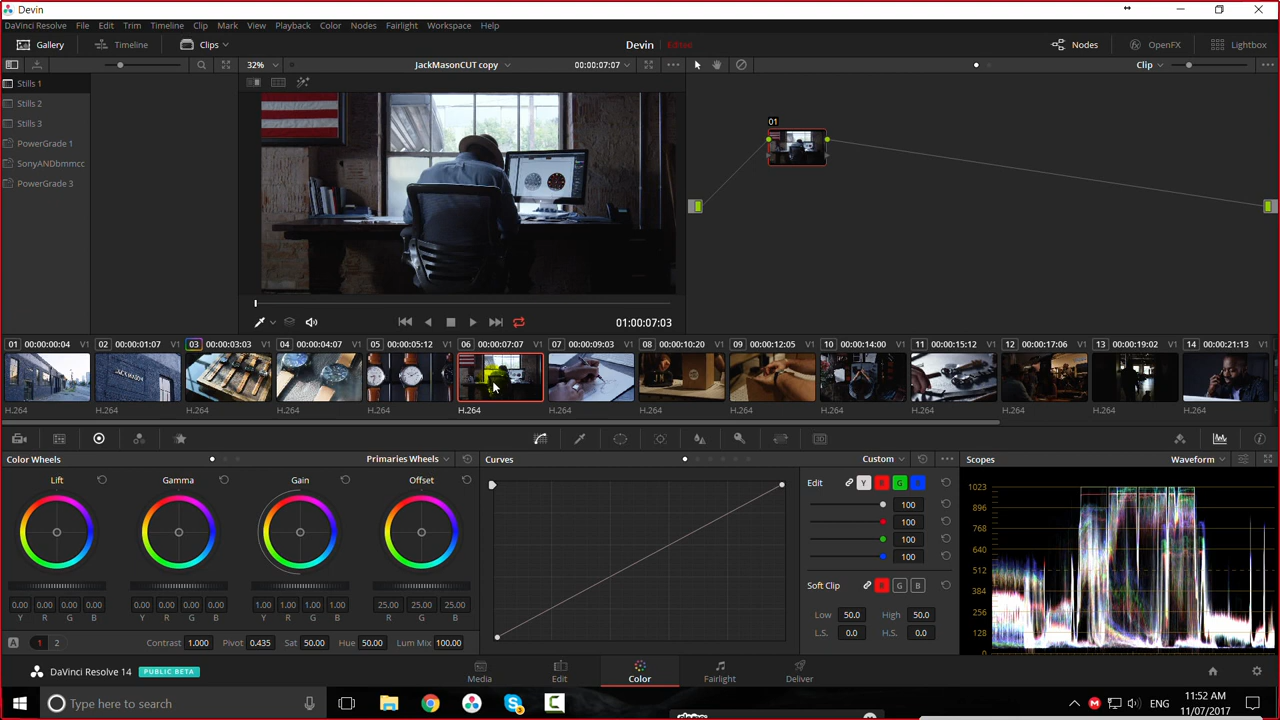 Devin
DaVinci Resolve File Edit Trim Timeline Clip Mark View Playback Color Nodes Fairlight Workspace Help
Gallery Timeline Clips Devin Edited Nodes OpenFX Lightbox
32% JackMasonCUT copy 00:00:07:07 Clip
Stills 1
Stills 2
Stills 3
PowerGrade 1
SonyANDbmmcc
PowerGrade 3
01
01:00:07:03
01 00:00:00:04 V1 02 00:00:01:07 V1 03 00:00:03:03 V1 04 00:00:04:07 V1 05 00:00:05:12 V1 06 00:00:07:07 V1 07 00:00:09:03 V1 08 00:00:10:20 V1 09 00:00:12:05 V1 10 00:00:14:00 V1 11 00:00:15:12 V1 12 00:00:17:06 V1 13 00:00:19:02 V1 14 00:00:21:13 V1
JACK MASON
H.264 H.264 H.264 H.264 H.264 H.264 H.264 H.264 H.264 H.264 H.264 H.264 H.264 H.264
Color Wheels Primaries Wheels Curves Custom Scopes Waveform
Lift Gamma Gain Offset
0.00 0.00 0.00 0.00 0.00 0.00 0.00 0.00 1.00 1.00 1.00 1.00 25.00 25.00 25.00
Y R G B Y R G B Y R G B R G B
A 1 2 Contrast 1.000 Pivot 0.435 Sat 50.00 Hue 50.00 Lum Mix 100.00
Edit Y R G B
100
100
100
100
Soft Clip R G B
Low 50.0 High 50.0
L.S. 0.0 H.S. 0.0
1023
896
768
640
512
384
256
128
0
DaVinci Resolve 14 PUBLIC BETA Media Edit Color Fairlight Deliver
Type here to search
ENG
11:52 AM
11/07/2017